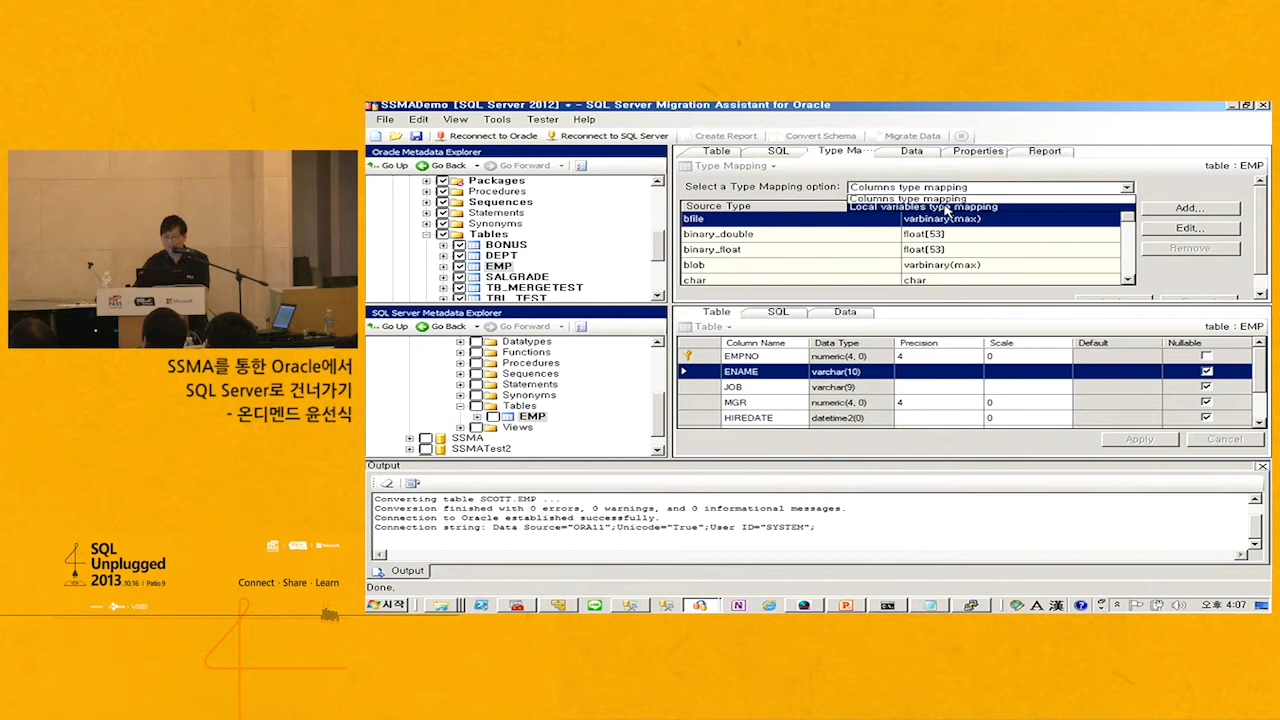 SSMADemo [SQL Server 2012] * - SQL Server Migration Assistant for Oracle
File Edit View Tools Tester Help
Reconnect to Oracle Reconnect to SQL Server Create Report Convert Schema Migrate Data
Oracle Metadata Explorer
Go Up Go Back Go Forward
Packages
Procedures
Sequences
Statements
Synonyms
Tables
BONUS
DEPT
EMP
SALGRADE
TB_MERGETEST
TBL_TEST
Table SQL Type Ma... Data Properties Report
Type Mapping table : EMP
Select a Type Mapping option: Columns type mapping
Columns type mapping
Local variables type mapping
Source Type
bfile varbinary(max)
binary_double float[53]
binary_float float[53]
blob varbinary(max)
char char
Add...
Edit...
Remove
SQL Server Metadata Explorer
Go Up Go Back Go Forward
Datatypes
Functions
Procedures
Sequences
Statements
Synonyms
Tables
EMP
Views
SSMA
SSMATest2
Table SQL Data
Table table : EMP
Column Name Data Type Precision Scale Default Nullable
EMPNO numeric(4, 0) 4 0
ENAME varchar(10)
JOB varchar(9)
MGR numeric(4, 0) 4 0
HIREDATE datetime2(0) 0
Apply Cancel
Output
Converting table SCOTT.EMP ...
Conversion finished with 0 errors, 0 warnings, and 0 informational messages.
Connection to Oracle established successfully.
Connection string: Data Source="ORA11";Unicode="True";User ID="SYSTEM";
Output
Done,
시작 A 漢 오후 4:07
PASS
Microsoft
SSMA를 통한 Oracle에서
SQL Server로 건너가기
- 온디멘드 윤선식
SQL
Unplugged
2013.10.16 | Patio 9
Connect · Share · Learn